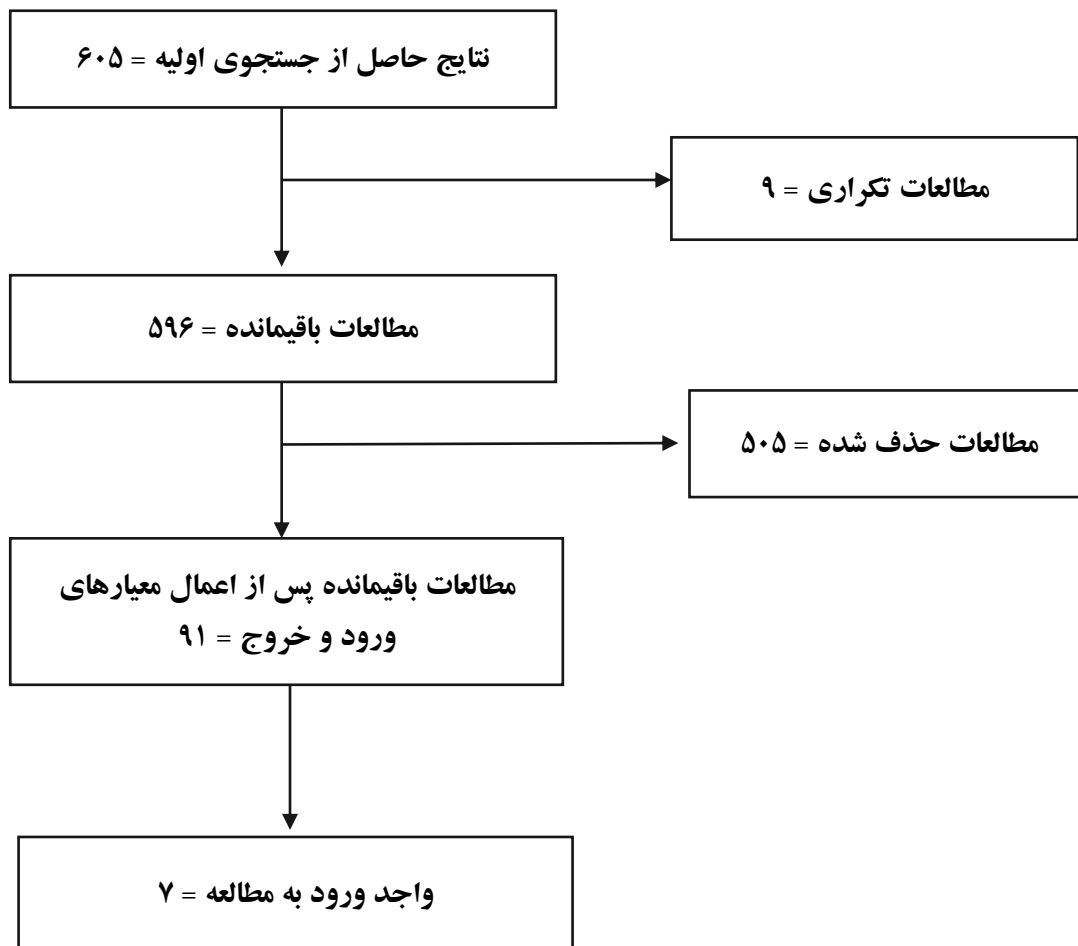 نتایج حاصل از جستجوی اولیه = ۶۰۵
مطالعات تکراری = ۹
مطالعات باقیمانده = ۵۹۶
مطالعات حذف شده = ۵۰۵
مطالعات باقیمانده پس از اعمال معیارهای
ورود و خروج = ۹۱
واجد ورود به مطالعه = ۷